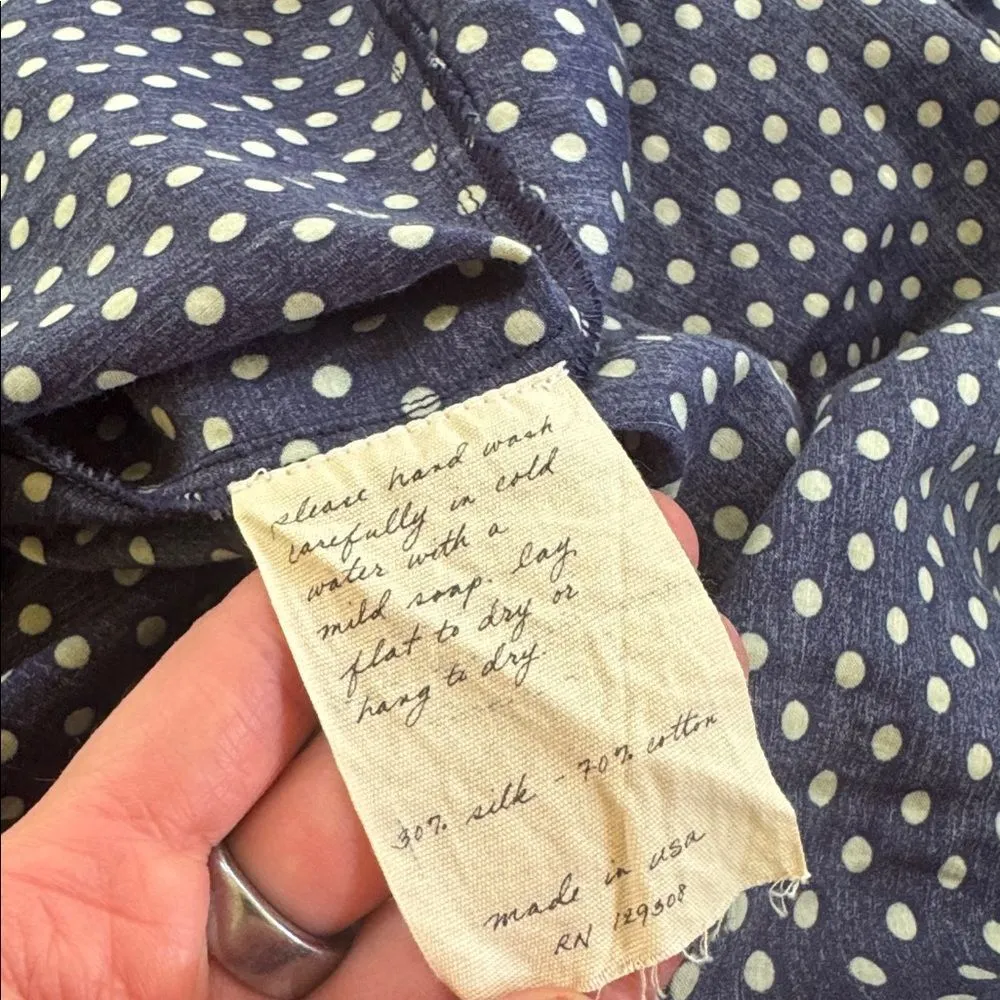 please hand wash
carefully in cold
water with a
mild soap. lay
flat to dry or
hang to dry
30% silk - 70% cotton
made in usa
RN 129308